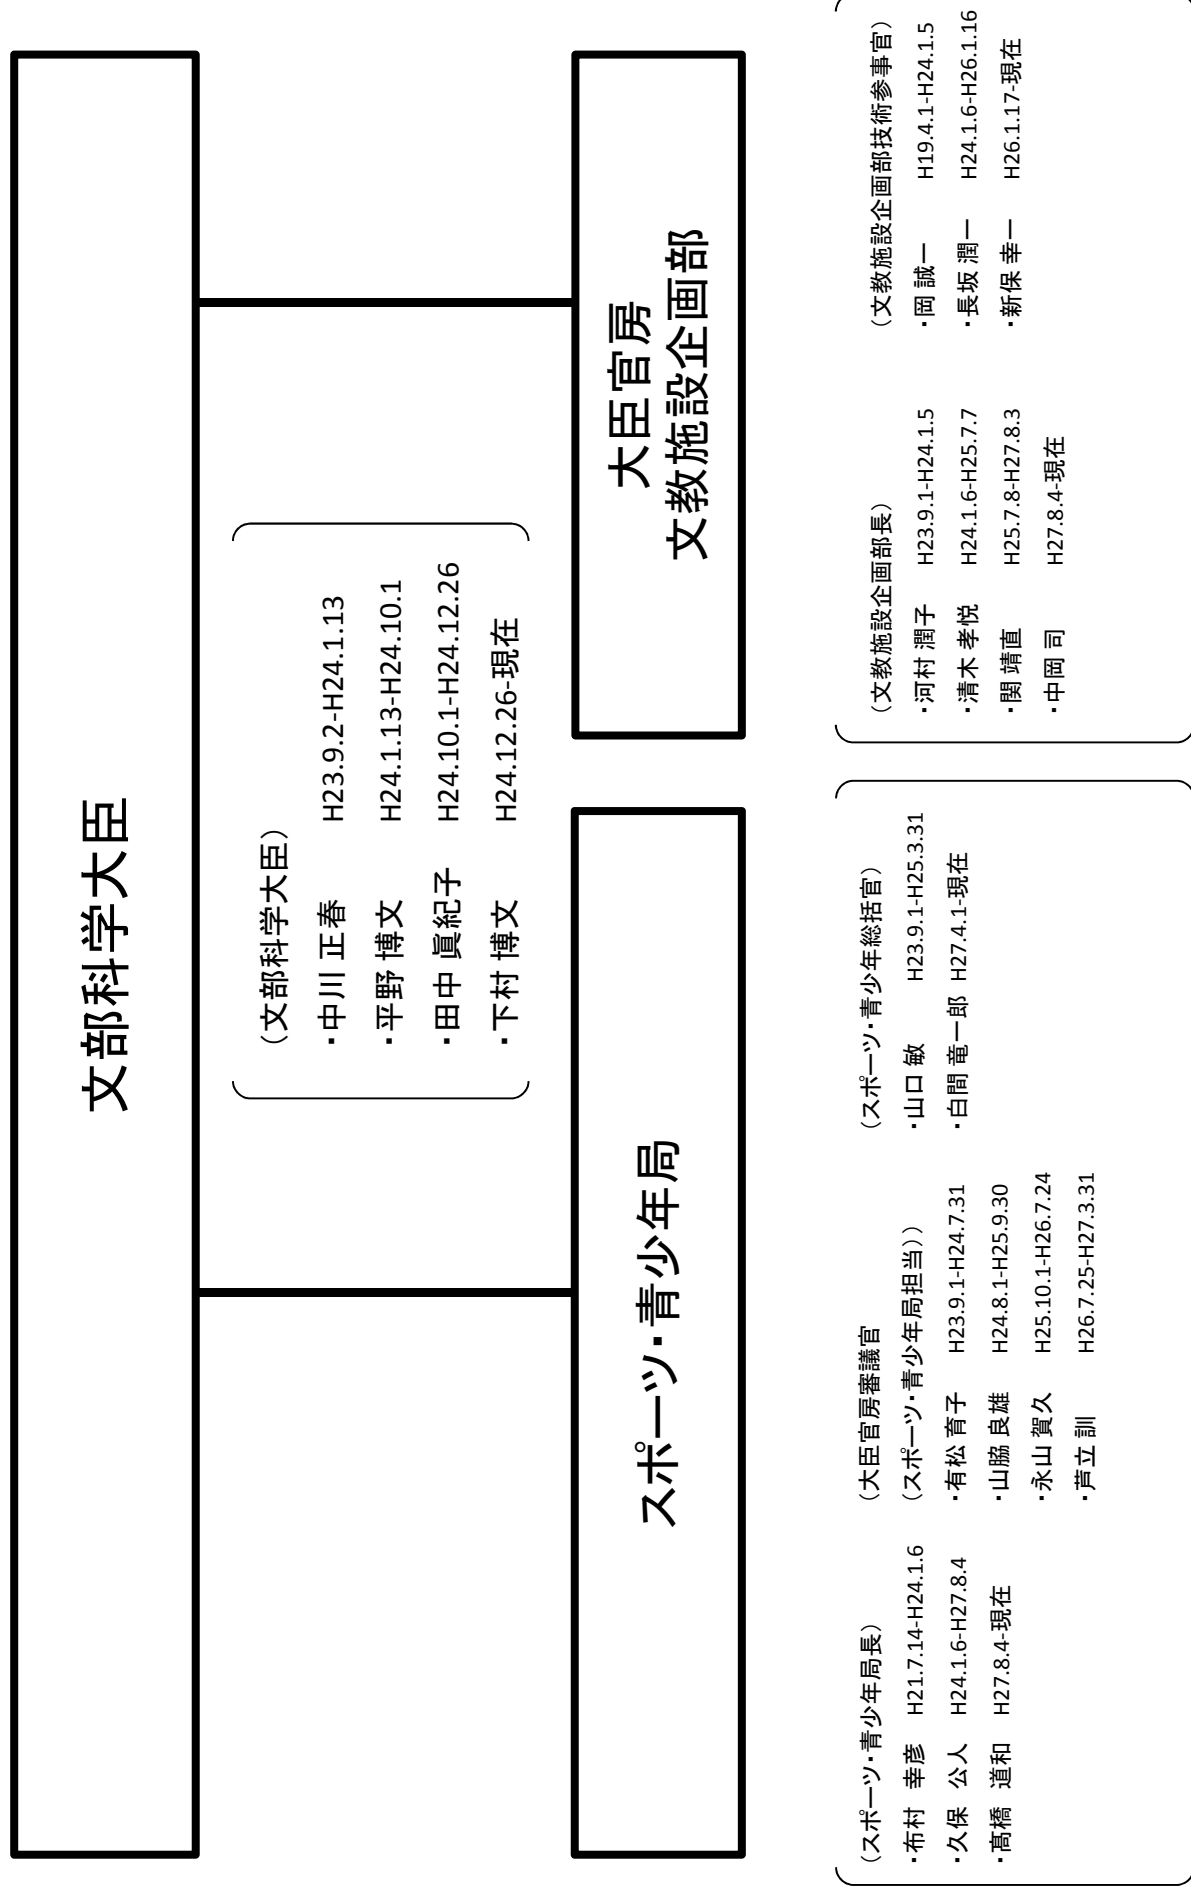 文部科学大臣
（文部科学大臣）
・中川 正春 H23.9.2-H24.1.13
・平野 博文 H24.1.13-H24.10.1
・田中 眞紀子 H24.10.1-H24.12.26
・下村 博文 H24.12.26-現在
スポーツ・青少年局
大臣官房
文教施設企画部
（スポーツ・青少年局長）
・布村 幸彦 H21.7.14-H24.1.6
・久保 公人 H24.1.6-H27.8.4
・髙橋 道和 H27.8.4-現在
（大臣官房審議官
（スポーツ・青少年局担当））
・有松 育子 H23.9.1-H24.7.31
・山脇 良雄 H24.8.1-H25.9.30
・永山 賀久 H25.10.1-H26.7.24
・芦立 訓 H26.7.25-H27.3.31
（スポーツ・青少年総括官）
・山口 敏 H23.9.1-H25.3.31
・白間 竜一郎 H27.4.1-現在
（文教施設企画部長）
・河村 潤子 H23.9.1-H24.1.5
・清木 孝悦 H24.1.6-H25.7.7
・関 靖直 H25.7.8-H27.8.3
・中岡 司 H27.8.4-現在
（文教施設企画部技術参事官）
・岡 誠一 H19.4.1-H24.1.5
・長坂 潤一 H24.1.6-H26.1.16
・新保 幸一 H26.1.17-現在